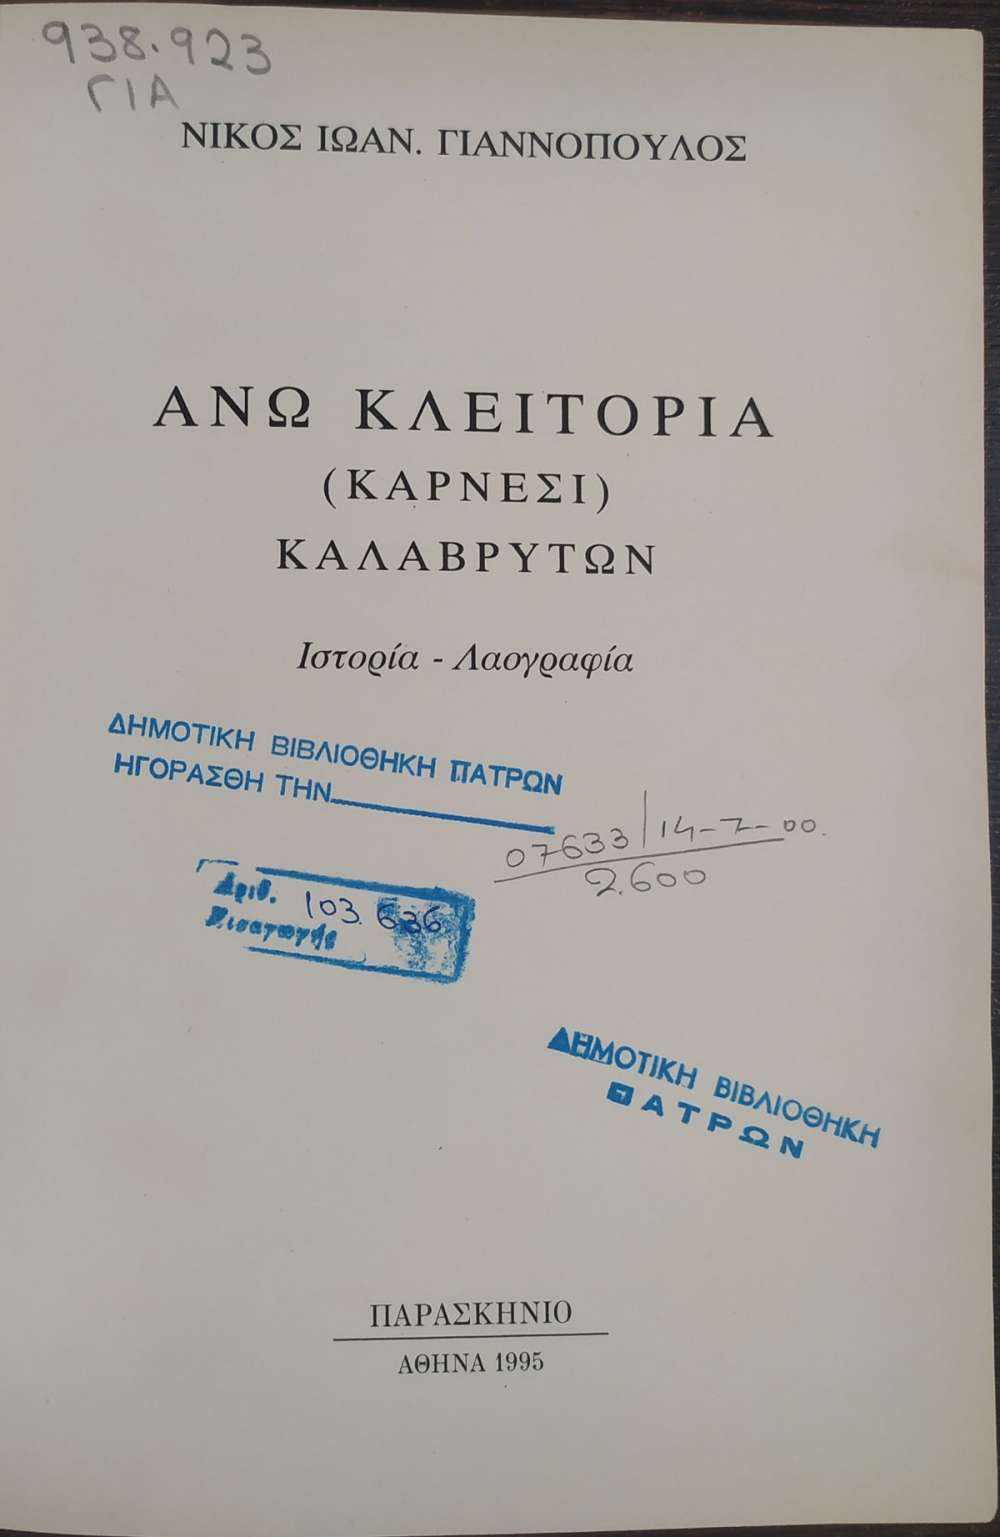 938.923
ΓΙΑ
ΝΙΚΟΣ ΙΩΑΝ. ΓΙΑΝΝΟΠΟΥΛΟΣ
ΑΝΩ ΚΛΕΙΤΟΡΙΑ
(ΚΑΡΝΕΣΙ)
ΚΑΛΑΒΡΥΤΩΝ
Ιστορία - Λαογραφία
ΔΗΜΟΤΙΚΗ ΒΙΒΛΙΟΘΗΚΗ ΠΑΤΡΩΝ
ΗΓΟΡΑΣΘΗ ΤΗΝ
07633/14-7-00.
2.600
Αριθ. 103.636
Εισαγωγής
ΔΗΜΟΤΙΚΗ ΒΙΒΛΙΟΘΗΚΗ
ΠΑΤΡΩΝ
ΠΑΡΑΣΚΗΝΙΟ
ΑΘΗΝΑ 1995